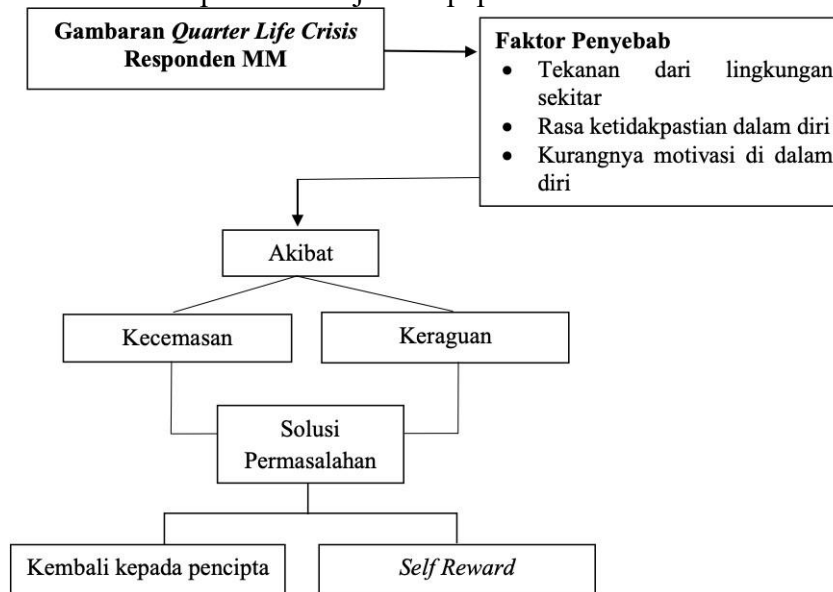 Gambaran Quarter Life Crisis
Responden MM
Faktor Penyebab
• Tekanan dari lingkungan
sekitar
• Rasa ketidakpastian dalam diri
• Kurangnya motivasi di dalam
diri
Akibat
Kecemasan
Keraguan
Solusi
Permasalahan
Kembali kepada pencipta
Self Reward